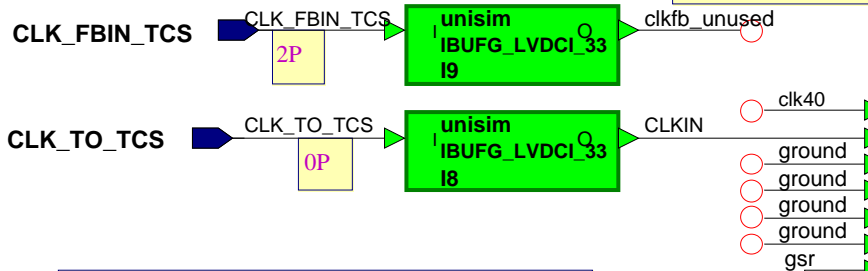 CLK_FBIN_TCS CLK_FBIN_TCS unisim clkfb_unused
I O
IBUFG_LVDCI_33
2P
I9
clk40
CLK_TO_TCS CLK_TO_TCS unisim CLKIN
I O
IBUFG_LVDCI_33
0P
I8
ground
ground
ground
ground
gsr